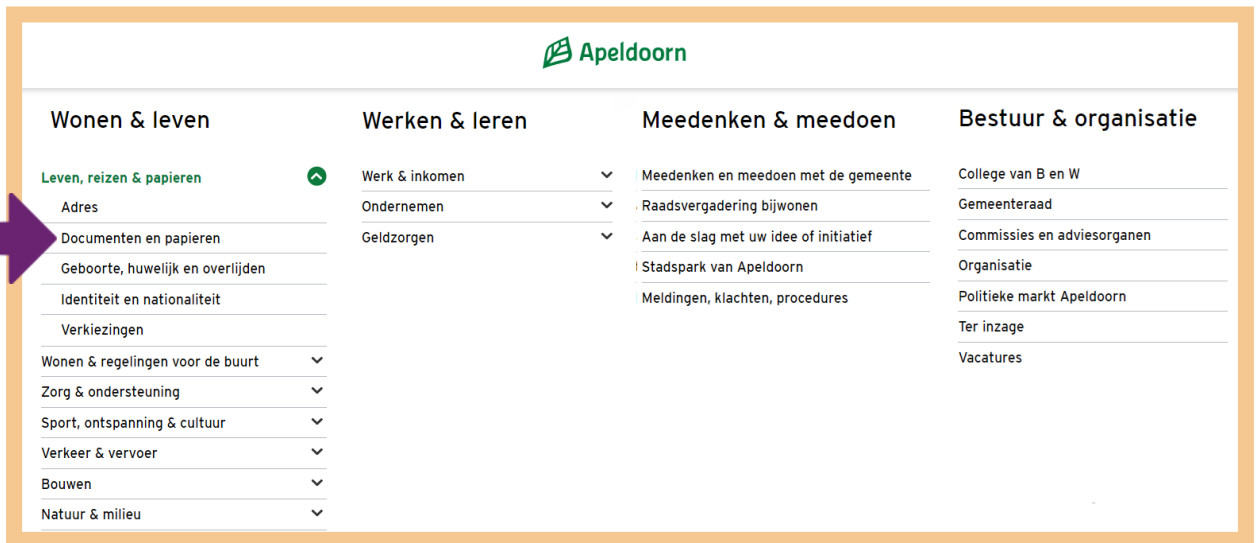 Apeldoorn
Wonen & leven
Leven, reizen & papieren
Adres
Documenten en papieren
Geboorte, huwelijk en overlijden
Identiteit en nationaliteit
Verkiezingen
Wonen & regelingen voor de buurt
Zorg & ondersteuning
Sport, ontspanning & cultuur
Verkeer & vervoer
Bouwen
Natuur & milieu
Werken & leren
Werk & inkomen
Ondernemen
Geldzorgen
Meedenken & meedoen
Meedenken en meedoen met de gemeente
Raadsvergadering bijwonen
Aan de slag met uw idee of initiatief
Stadspark van Apeldoorn
Meldingen, klachten, procedures
Bestuur & organisatie
College van B en W
Gemeenteraad
Commissies en adviesorganen
Organisatie
Politieke markt Apeldoorn
Ter inzage
Vacatures